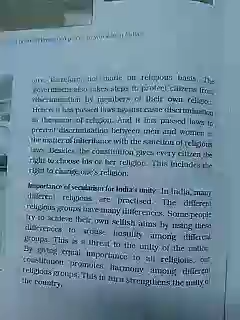 are, therefore, not made on religious basis. The
government also takes steps to protect citizens from
discrimination by members of their own religion.
Hence it has passed laws against caste discrimination
in the name of religion. And it has passed laws to
prevent discrimination between men and women in
the matter of inheritance with the sanction of religious
laws. Besides the constitution gives every citizen the
right to choose his or her religion. This includes the
right to change one's religion.
Importance of secularism for India's unity In India, many
different religions are practised. The different
religious groups have many differences. Some people
try to achieve their own selfish aims by using these
differences to arouse hostility among different
groups. This is a threat to the unity of the nation.
By giving equal importance to all religions, our
constitution promotes harmony among different
religious groups. This in turn strengthens the unity of
the country.